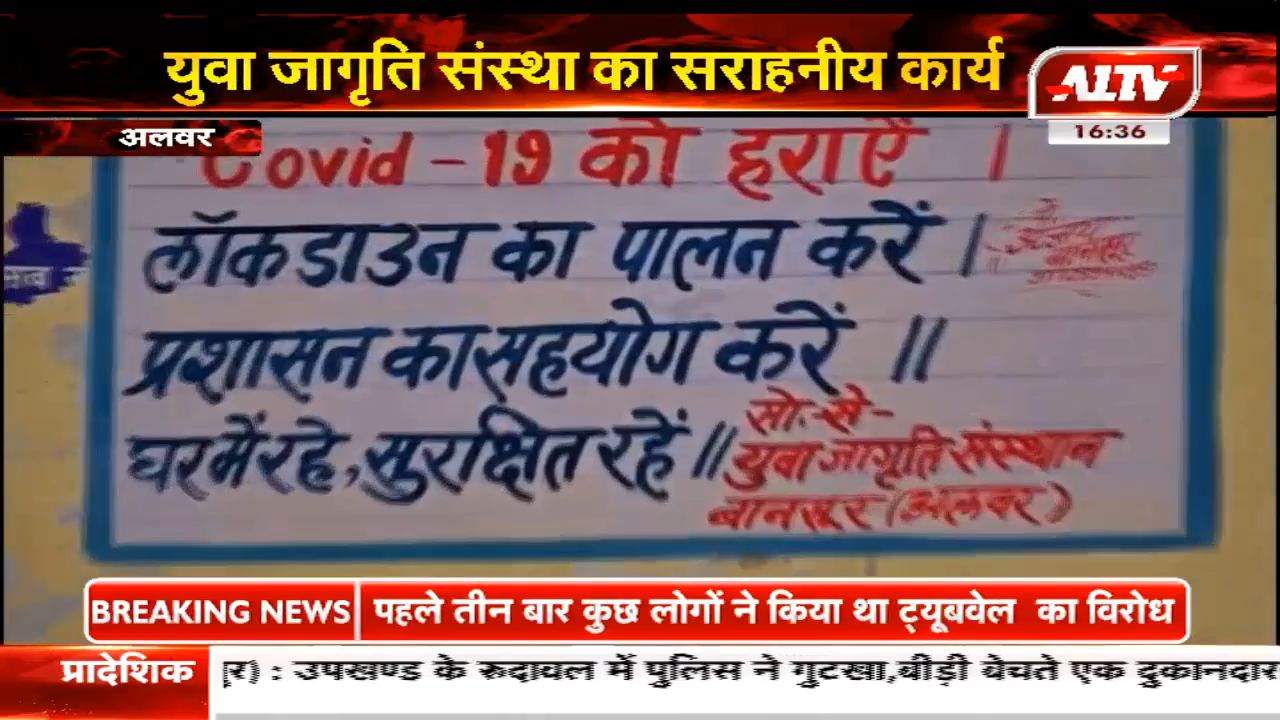 युवा जागृति संस्था का सराहनीय कार्य
ALTV
16:36
अलवर
Covid - 19 को हराएँ ।
लॉकडाउन का पालन करें ।
प्रशासन का सहयोग करें ॥
घर में रहे, सुरक्षित रहें ॥
सौ.-से-
युवा जागृति संस्थान
बानसूर (अलवर)
BREAKING NEWS
पहले तीन बार कुछ लोगों ने किया था ट्यूबवेल का विरोध
प्रादेशिक
र) : उपखण्ड के रुदावल में पुलिस ने गुटखा,बीड़ी बेचते एक दुकानदार